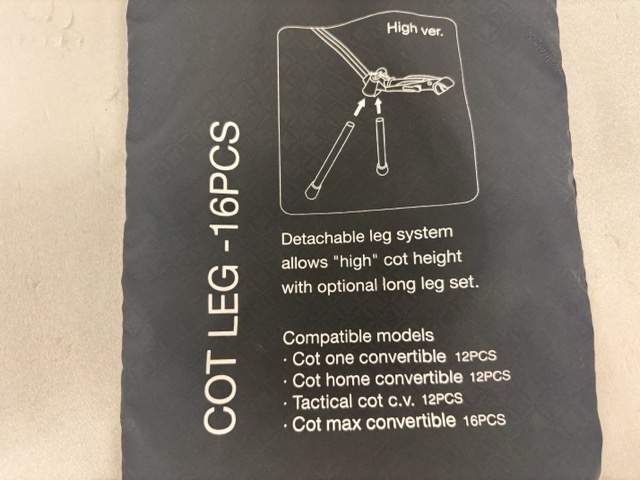 High ver.
COT LEG -16PCS
Detachable leg system
allows "high" cot height
with optional long leg set.
Compatible models
· Cot one convertible 12PCS
· Cot home convertible 12PCS
· Tactical cot c.v. 12PCS
· Cot max convertible 16PCS